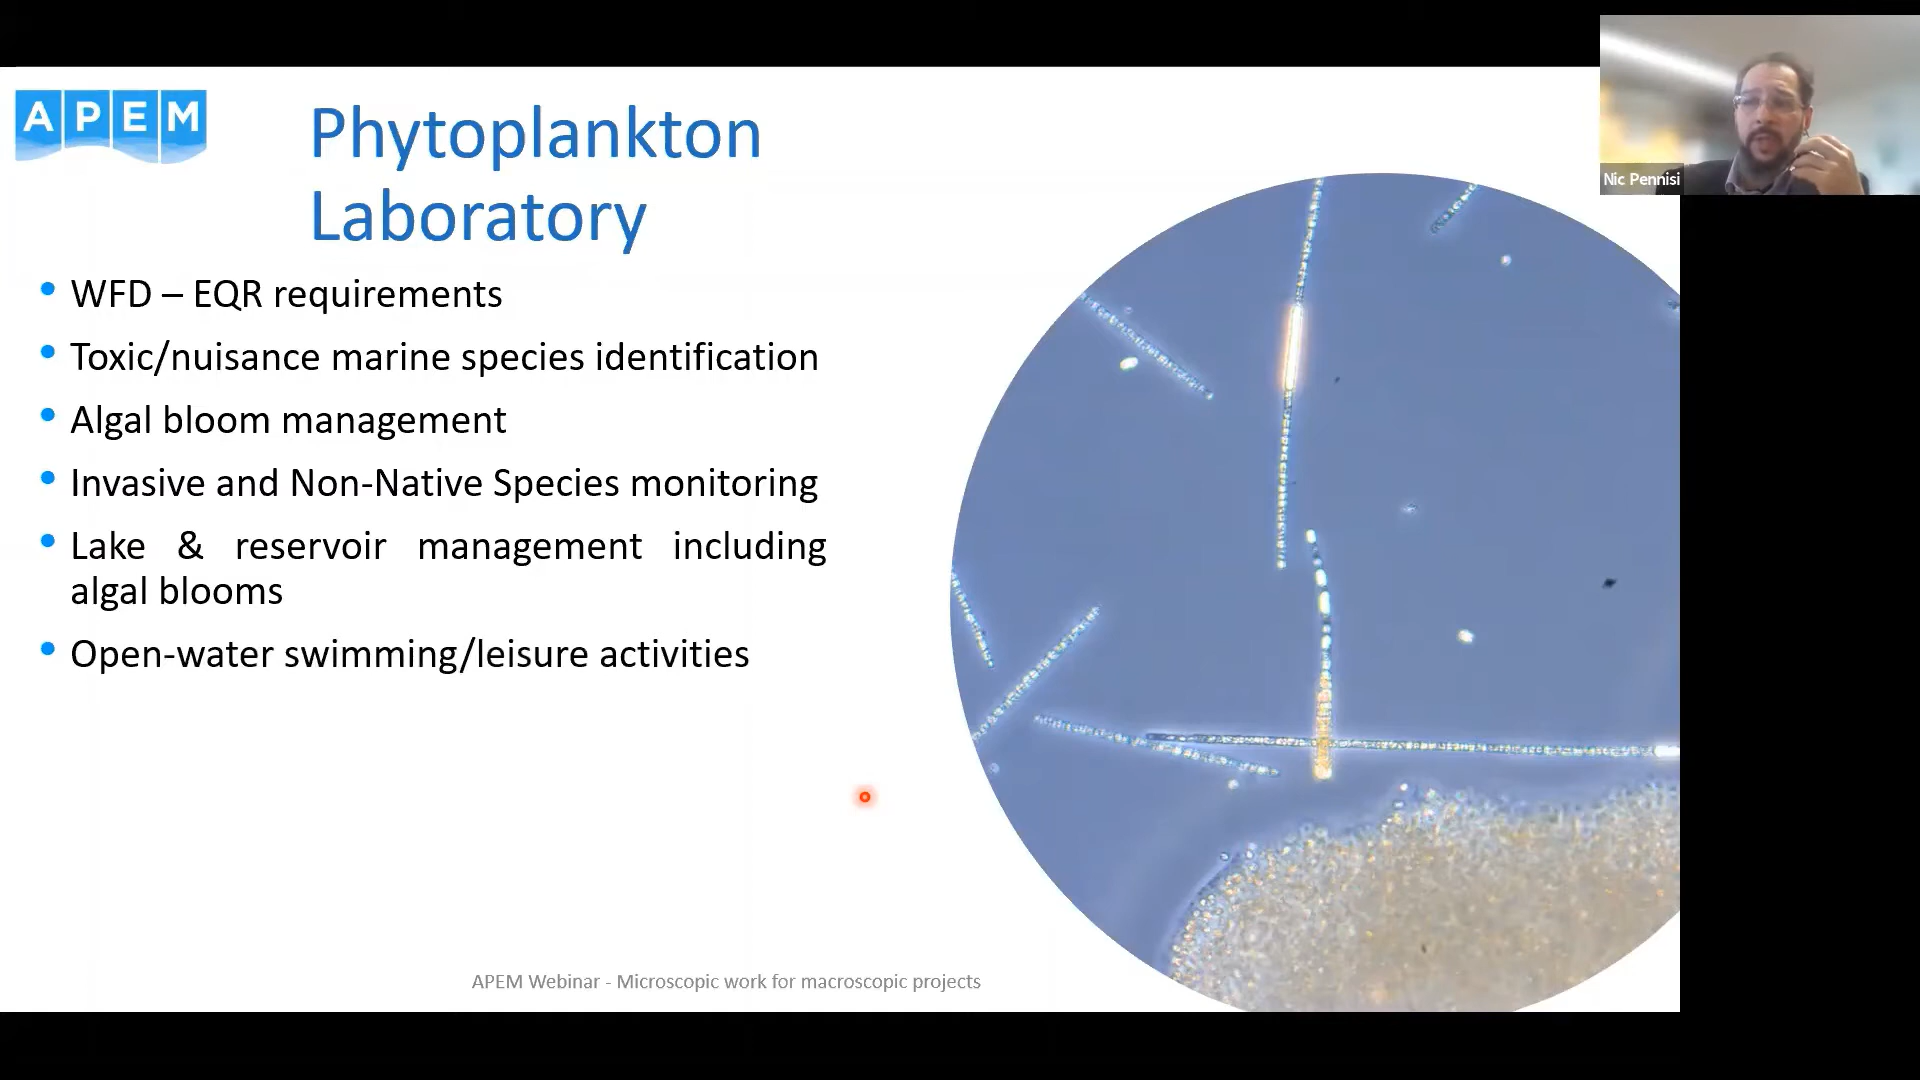 APEM
Phytoplankton
Laboratory
Nic Pennisi
• WFD – EQR requirements
• Toxic/nuisance marine species identification
• Algal bloom management
• Invasive and Non-Native Species monitoring
• Lake & reservoir management including
algal blooms
• Open-water swimming/leisure activities
APEM Webinar - Microscopic work for macroscopic projects